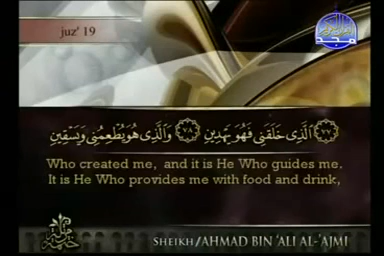 juz' 19
﴿٧٧﴾ الَّذِي خَلَقَنِي فَهُوَ يَهْدِينِ ﴿٧٨﴾ وَالَّذِي هُوَ يُطْعِمُنِي وَيَسْقِينِ
Who created me, and it is He Who guides me.
It is He Who provides me with food and drink,
SHEIKH/AHMAD BIN 'ALI AL-'AJMI